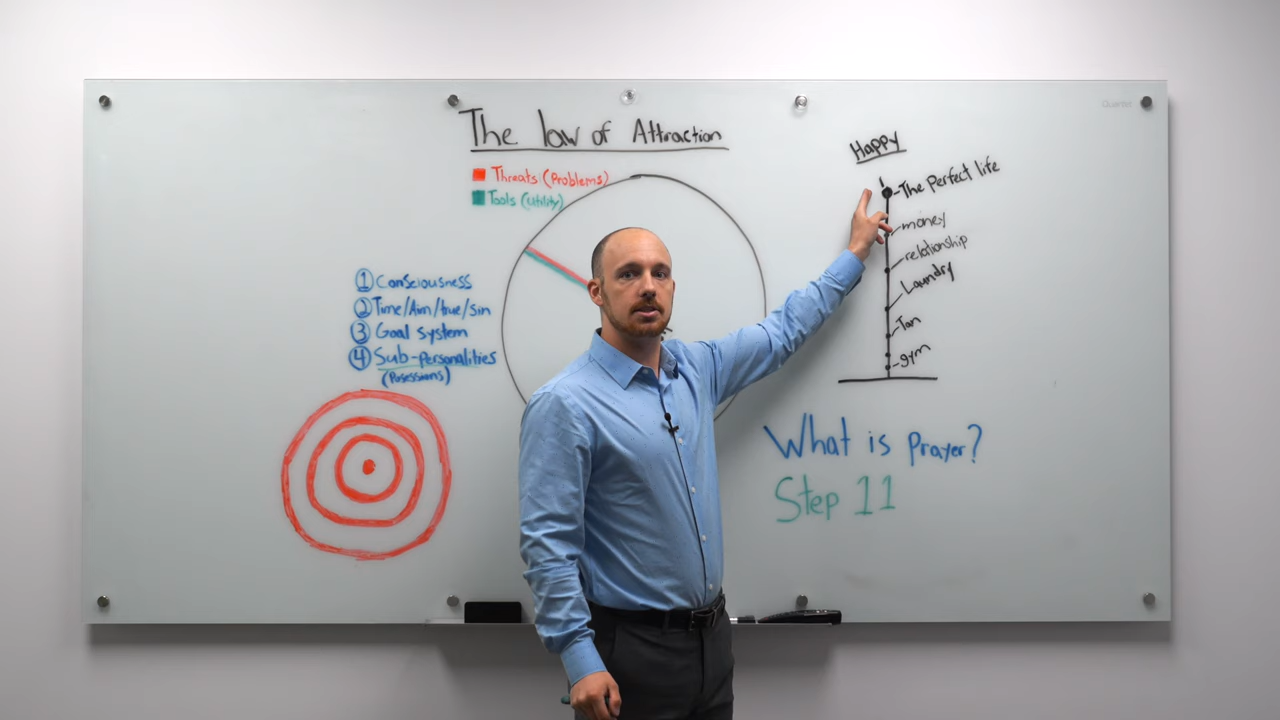 The law of Attraction
Threats (Problems)
Tools (Utility)
① Consciousness
② Time/Aim/true/sin
③ Goal system
④ Sub-personalities
(Posessions)
Happy
The Perfect life
money
relationship
Laundry
Tan
gym
What is Prayer?
Step 11